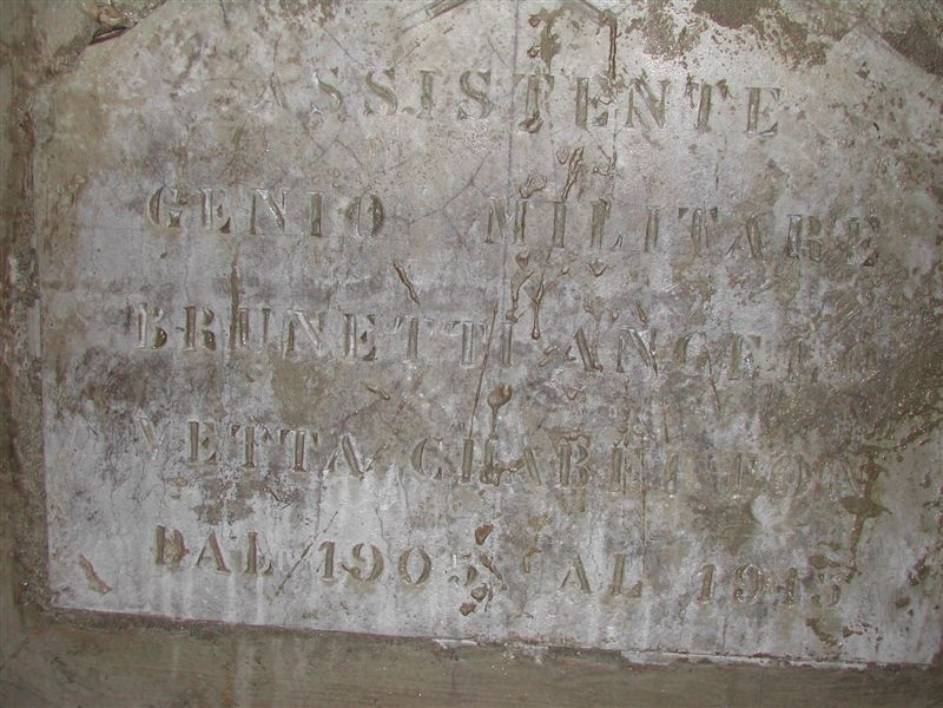 ASSISTENTE
GENIO MILITARE
BRUNETTI ANGELO
VETTA CHABERTON
DAL 1905 AL 1913